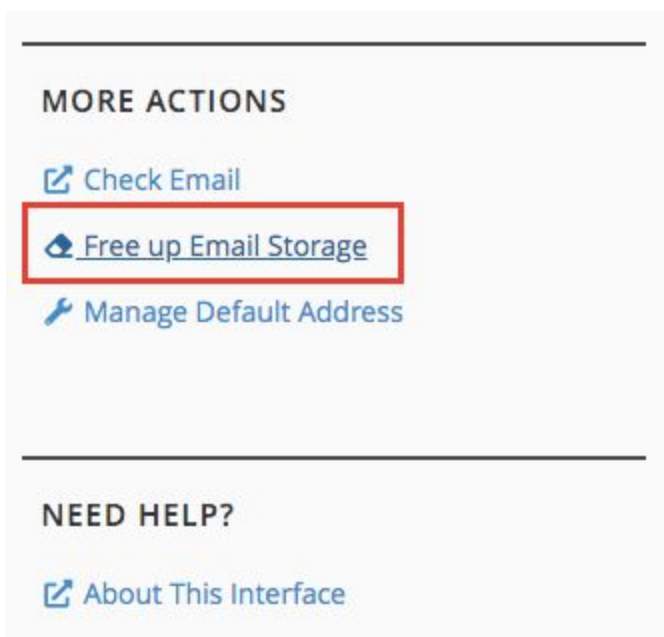 MORE ACTIONS
Check Email
Free up Email Storage
Manage Default Address
NEED HELP?
About This Interface